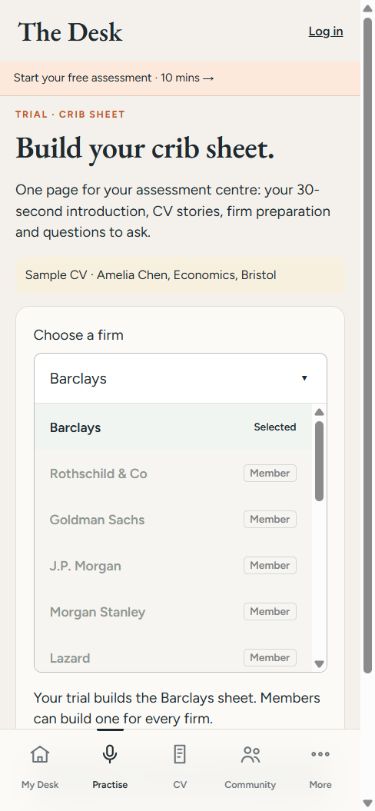 The Desk
Log in
Start your free assessment · 10 mins →
TRIAL · CRIB SHEET
Build your crib sheet.
One page for your assessment centre: your 30-
second introduction, CV stories, firm preparation
and questions to ask.
Sample CV · Amelia Chen, Economics, Bristol
Choose a firm
Barclays
Barclays Selected
Rothschild & Co Member
Goldman Sachs Member
J.P. Morgan Member
Morgan Stanley Member
Lazard Member
Your trial builds the Barclays sheet. Members
can build one for every firm.
My Desk Practise CV Community More